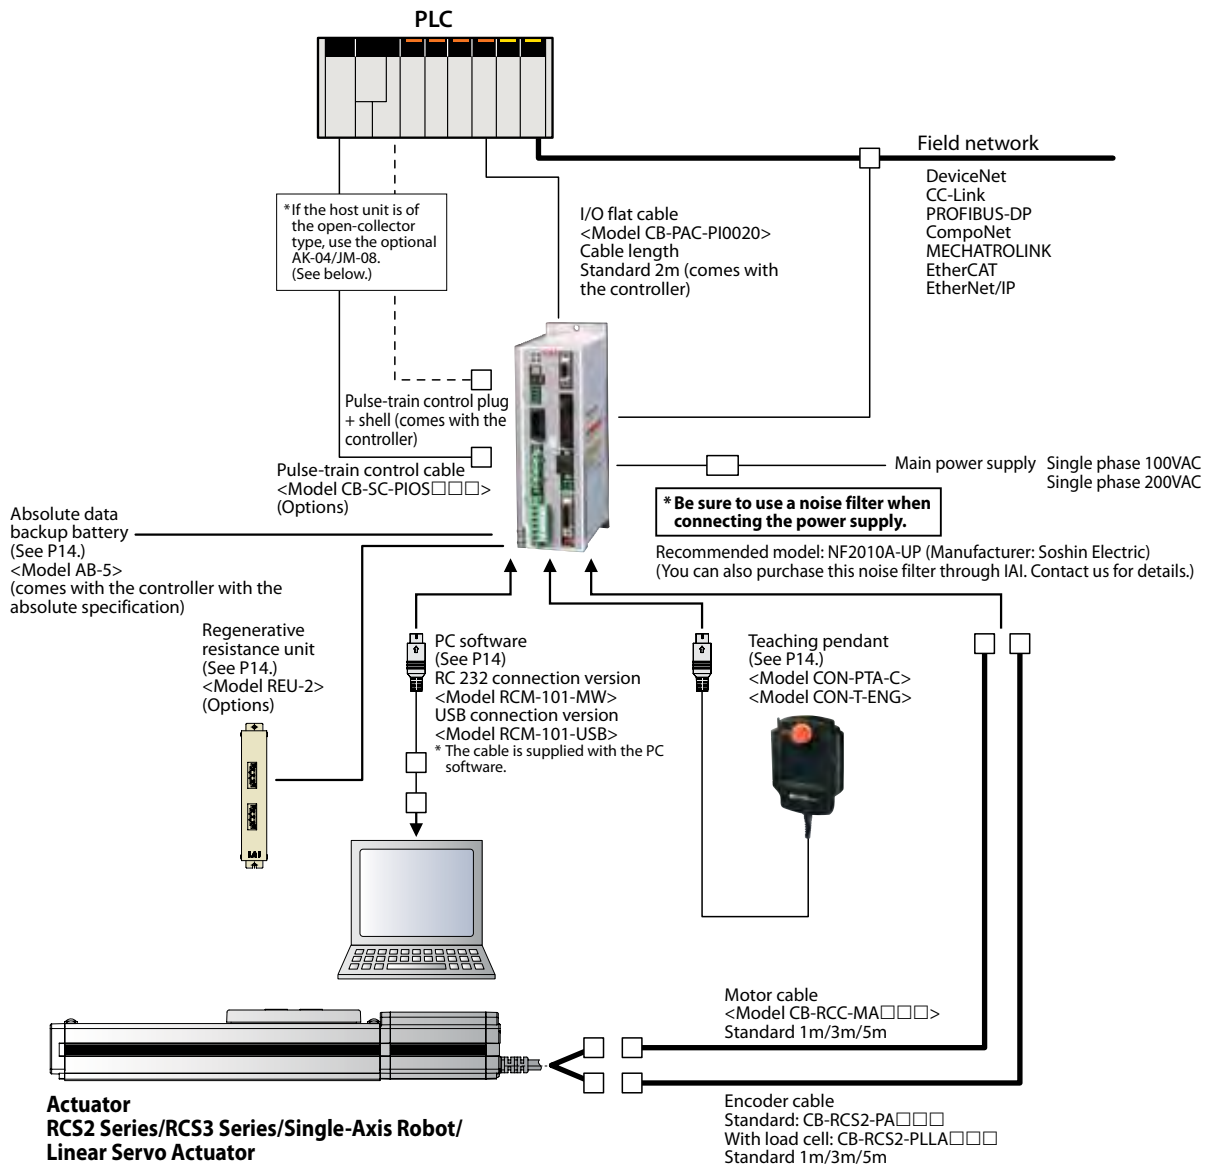 PLC
Field network
DeviceNet
CC-Link
PROFIBUS-DP
CompoNet
MECHATROLINK
EtherCAT
EtherNet/IP
*If the host unit is of
the open-collector
type, use the optional
AK-04/JM-08.
(See below.)
I/O flat cable
<Model CB-PAC-PI0020>
Cable length
Standard 2m (comes with
the controller)
Pulse-train control plug
+ shell (comes with the
controller)
Pulse-train control cable
<Model CB-SC-PIOS□□□>
(Options)
Main power supply Single phase 100VAC
Single phase 200VAC
* Be sure to use a noise filter when
connecting the power supply.
Recommended model: NF2010A-UP (Manufacturer: Soshin Electric)
(You can also purchase this noise filter through IAI. Contact us for details.)
Absolute data
backup battery
(See P14.)
<Model AB-5>
(comes with the controller with the
absolute specification)
Regenerative
resistance unit
(See P14.)
<Model REU-2>
(Options)
PC software
(See P14)
RC 232 connection version
<Model RCM-101-MW>
USB connection version
<Model RCM-101-USB>
* The cable is supplied with the PC
software.
Teaching pendant
(See P14.)
<Model CON-PTA-C>
<Model CON-T-ENG>
Motor cable
<Model CB-RCC-MA□□□>
Standard 1m/3m/5m
Encoder cable
Standard: CB-RCS2-PA□□□
With load cell: CB-RCS2-PLLA□□□
Standard 1m/3m/5m
Actuator
RCS2 Series/RCS3 Series/Single-Axis Robot/
Linear Servo Actuator